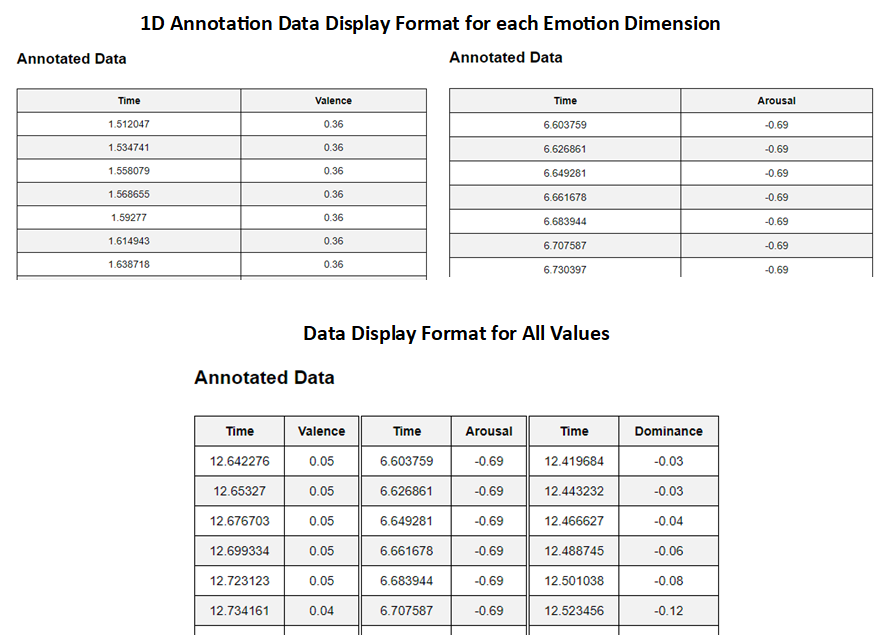 1D Annotation Data Display Format for each Emotion Dimension
Annotated Data
Time Valence
1.512047 0.36
1.534741 0.36
1.558079 0.36
1.568655 0.36
1.59277 0.36
1.614943 0.36
1.638718 0.36
Annotated Data
Time Arousal
6.603759 -0.69
6.626861 -0.69
6.649281 -0.69
6.661678 -0.69
6.683944 -0.69
6.707587 -0.69
6.730397 -0.69
Data Display Format for All Values
Annotated Data
Time Valence Time Arousal Time Dominance
12.642276 0.05 6.603759 -0.69 12.419684 -0.03
12.65327 0.05 6.626861 -0.69 12.443232 -0.03
12.676703 0.05 6.649281 -0.69 12.466627 -0.04
12.699334 0.05 6.661678 -0.69 12.488745 -0.06
12.723123 0.05 6.683944 -0.69 12.501038 -0.08
12.734161 0.04 6.707587 -0.69 12.523456 -0.12